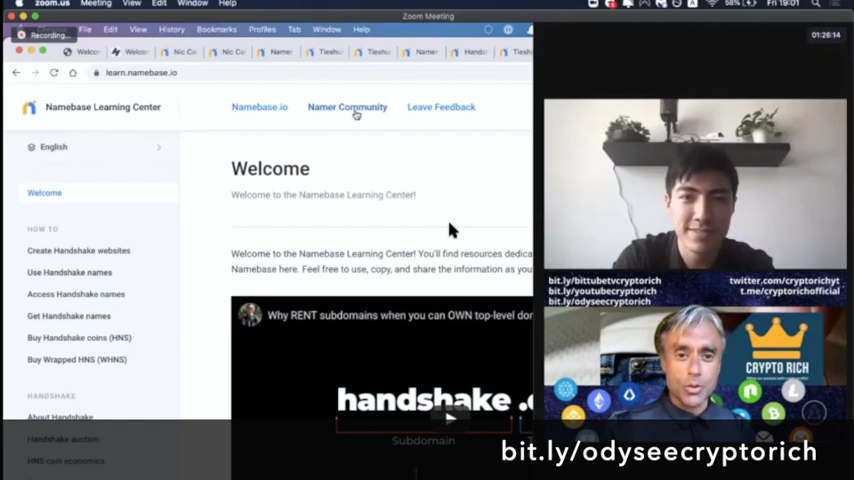 zoom.us Meeting View Edit Window Help
58% Fri 19:01
Zoom Meeting
Recording...
File Edit View History Bookmarks Profiles Tab Window Help
01:26:14
learn.namebase.io
Namebase Learning Center
Namebase.io
Namer Community
Leave Feedback
English
Welcome
HOW TO
Create Handshake websites
Use Handshake names
Access Handshake names
Get Handshake names
Buy Handshake coins (HNS)
Buy Wrapped HNS (WHNS)
HANDSHAKE
About Handshake
Handshake auction
HNS coin economics
Welcome
Welcome to the Namebase Learning Center!
Welcome to the Namebase Learning Center! You'll find resources
Namebase here. Feel free to use, copy, and share the information as
Why RENT subdomains when you can OWN top-level
handshake
Subdomain
bit.ly/bittubetvcryptorich
bit.ly/youtubecryptorich
bit.ly/odyseecryptorich
twitter.com/cryptorichyt
t.me/cryptorichofficial
CRYPTO RICH
bit.ly/odyseecryptorich